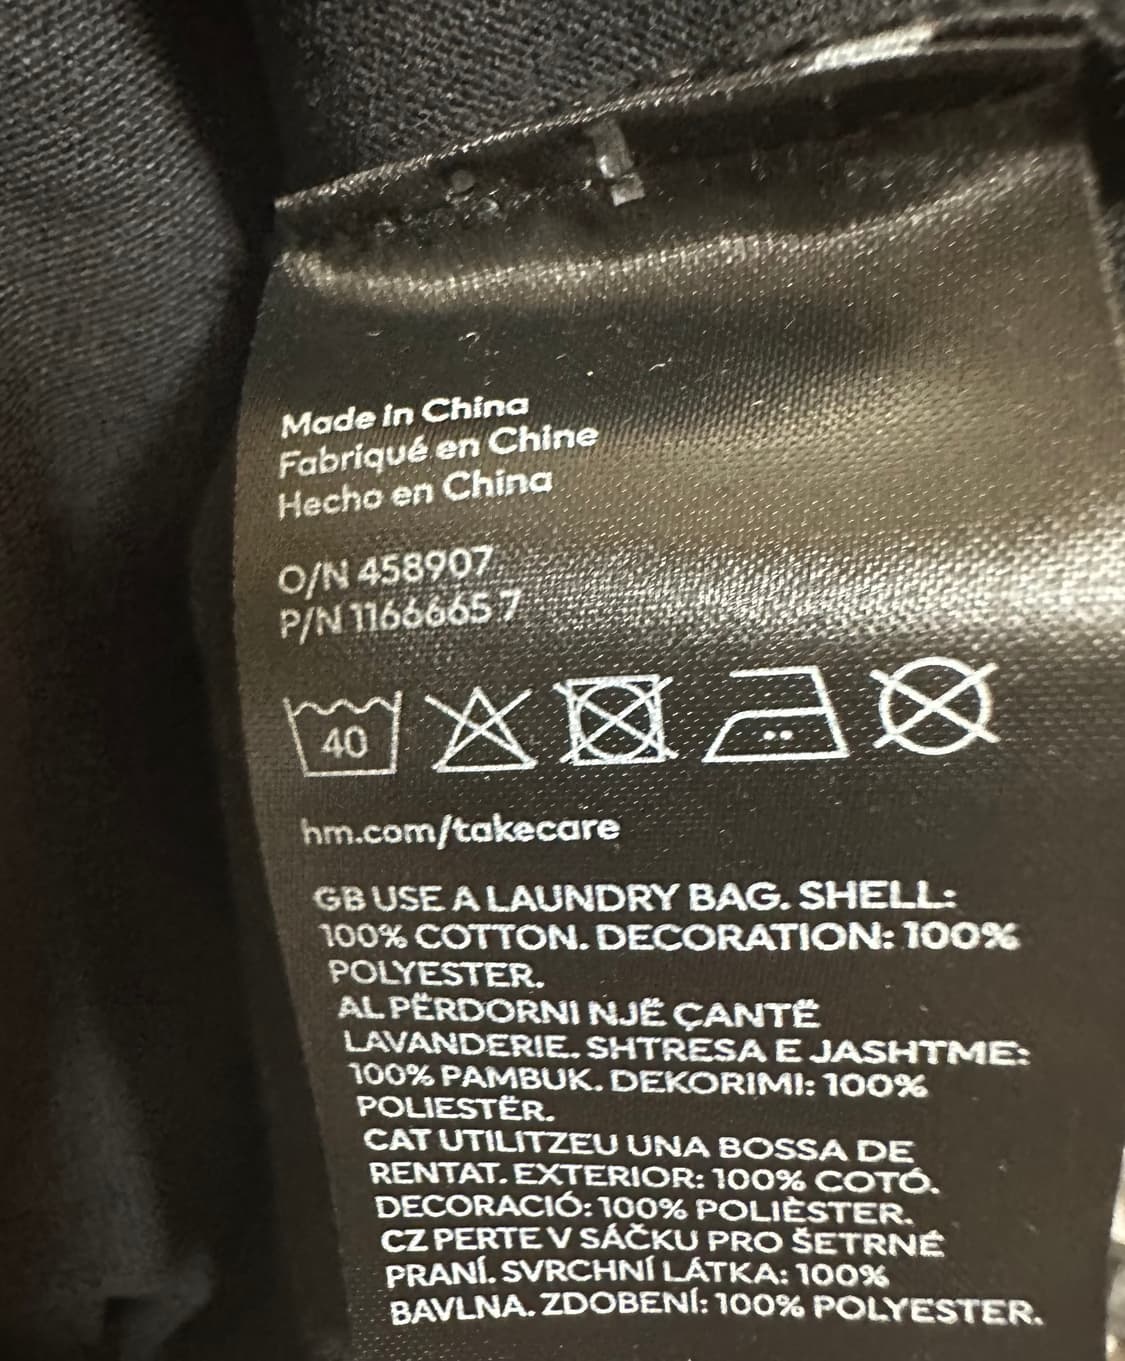 Made in China
Fabriqué en Chine
Hecho en China
O/N 458907
P/N 1166665 7
40
hm.com/takecare
GB USE A LAUNDRY BAG. SHELL:
100% COTTON. DECORATION: 100%
POLYESTER.
AL PËRDORNI NJË ÇANTË
LAVANDERIE. SHTRESA E JASHTME:
100% PAMBUK. DEKORIMI: 100%
POLIESTËR.
CAT UTILITZEU UNA BOSSA DE
RENTAT. EXTERIOR: 100% COTÓ.
DECORACIÓ: 100% POLIÈSTER.
CZ PERTE V SÁČKU PRO ŠETRNÉ
PRANÍ. SVRCHNÍ LÁTKA: 100%
BAVLNA. ZDOBENÍ: 100% POLYESTER.